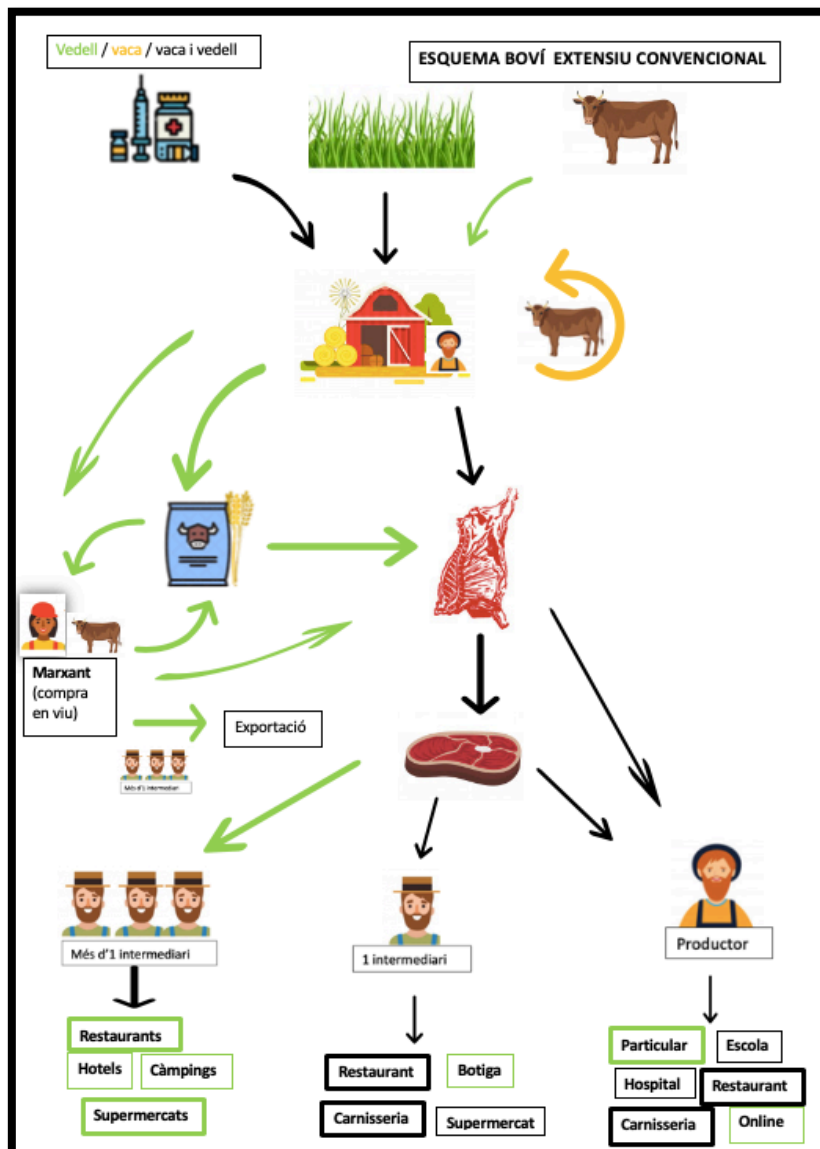 Vedell / vaca / vaca i vedell
ESQUEMA BOVÍ EXTENSIU CONVENCIONAL
Marxant
(compra
en viu)
Exportació
Més d'1 intermediari
Més d'1 intermediari
1 intermediari
Productor
Restaurants
Hotels
Càmpings
Supermercats
Restaurant
Botiga
Carnisseria
Supermercat
Particular
Escola
Hospital
Restaurant
Carnisseria
Online